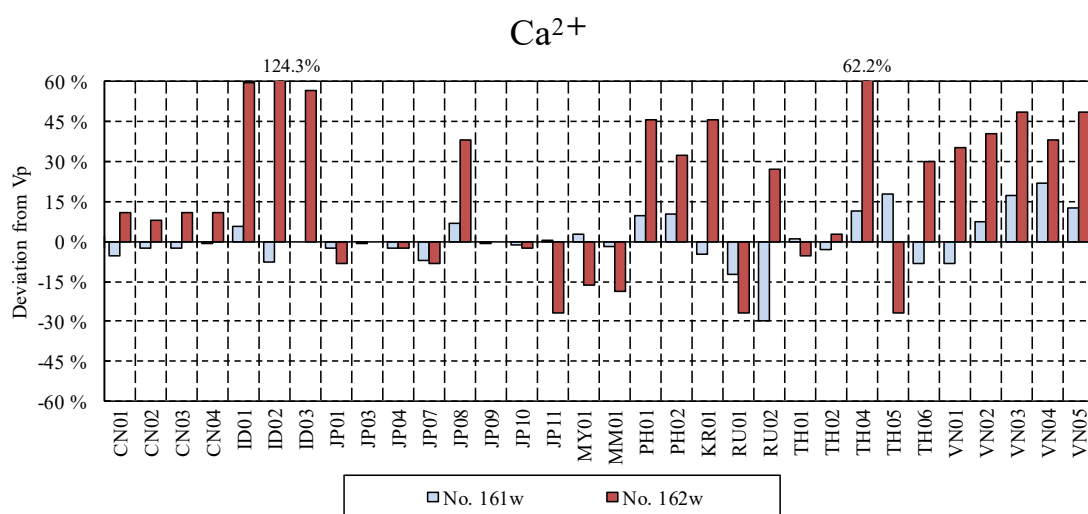 Ca²⁺
124.3%
62.2%
60 %
45 %
30 %
15 %
0 %
-15 %
-30 %
-45 %
-60 %
Deviation from Vp
CN01
CN02
CN03
CN04
ID01
ID02
ID03
JP01
JP03
JP04
JP07
JP08
JP09
JP10
JP11
MY01
MM01
PH01
PH02
KR01
RU01
RU02
TH01
TH02
TH04
TH05
TH06
VN01
VN02
VN03
VN04
VN05
No. 161w
No. 162w